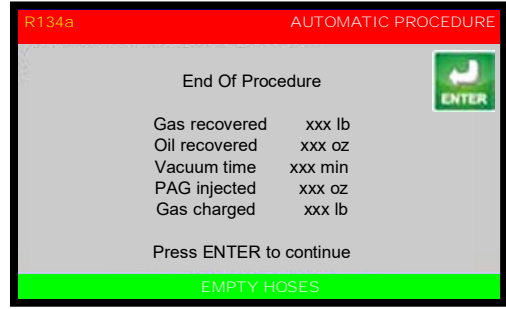 R134a AUTOMATIC PROCEDURE
End Of Procedure
ENTER
Gas recovered xxx lb
Oil recovered xxx oz
Vacuum time xxx min
PAG injected xxx oz
Gas charged xxx lb
Press ENTER to continue
EMPTY HOSES